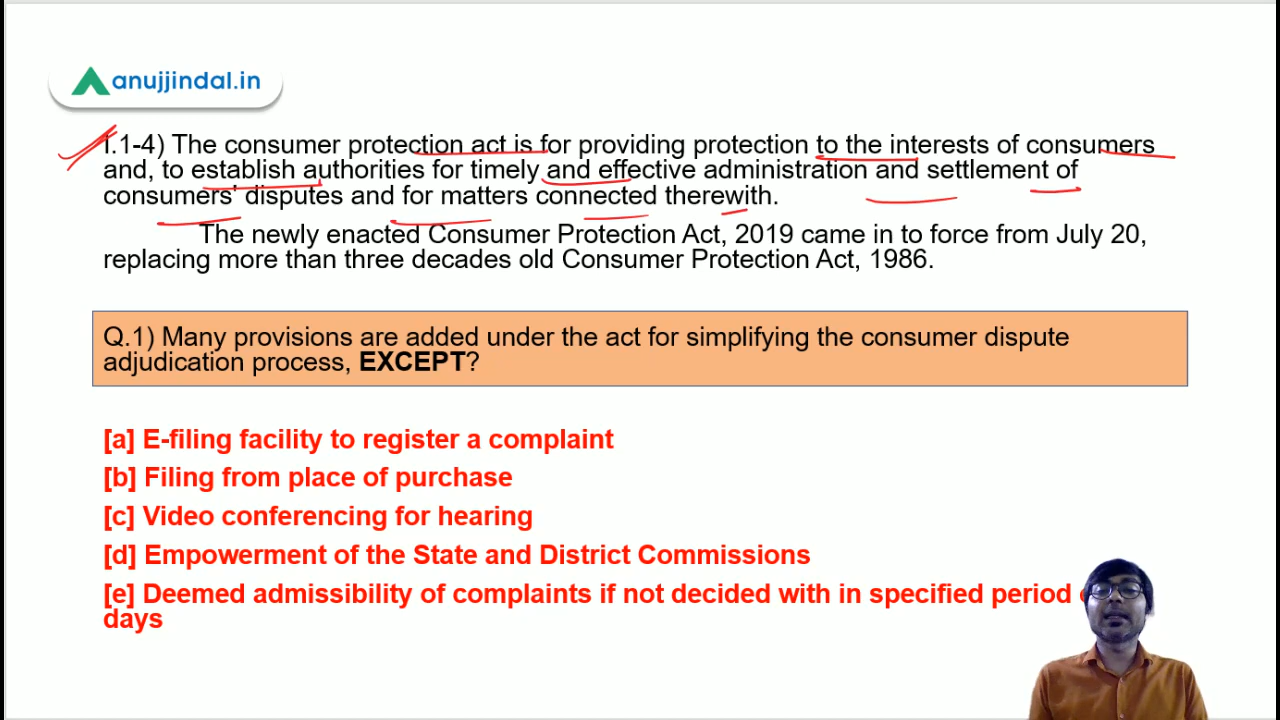 anujjindal.in
I.1-4) The consumer protection act is for providing protection to the interests of consumers
and, to establish authorities for timely and effective administration and settlement of
consumers' disputes and for matters connected therewith.
The newly enacted Consumer Protection Act, 2019 came in to force from July 20,
replacing more than three decades old Consumer Protection Act, 1986.
Q.1) Many provisions are added under the act for simplifying the consumer dispute
adjudication process, EXCEPT?
[a] E-filing facility to register a complaint
[b] Filing from place of purchase
[c] Video conferencing for hearing
[d] Empowerment of the State and District Commissions
[e] Deemed admissibility of complaints if not decided with in specified period
days